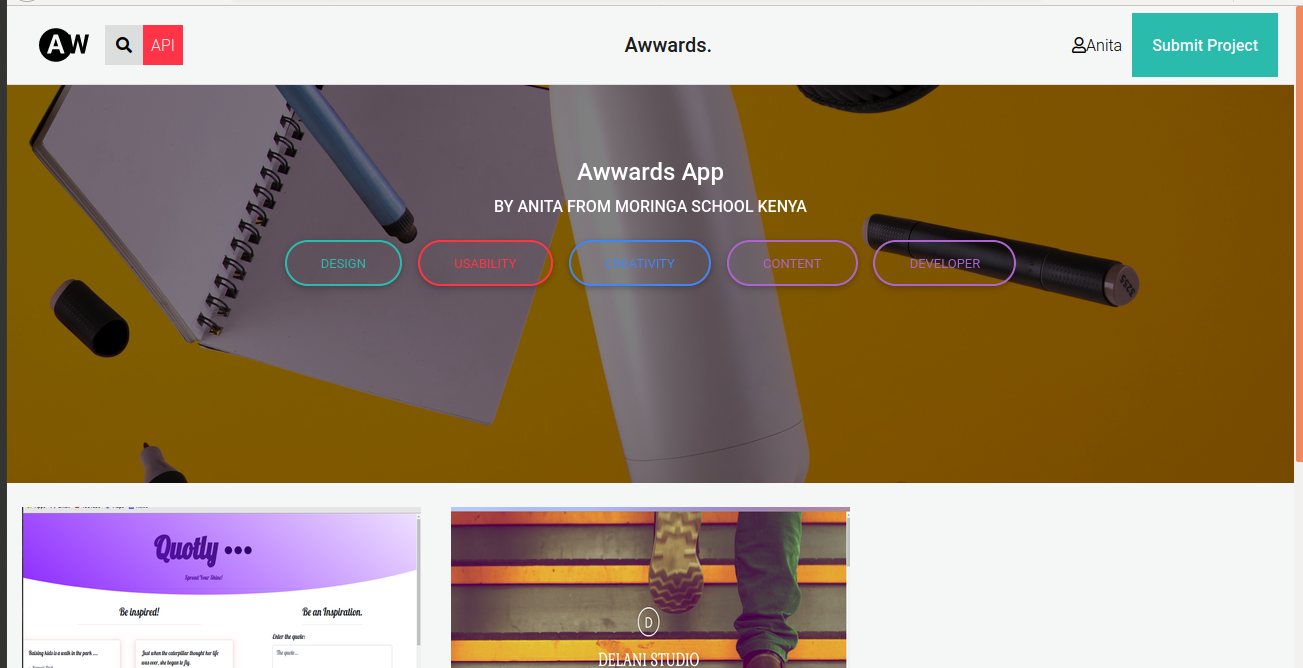 AW
API
Awwards.
Anita
Submit Project
Awwards App
BY ANITA FROM MORINGA SCHOOL KENYA
DESIGN
USABILITY
CREATIVITY
CONTENT
DEVELOPER
3255
Quotly •••
Spread Your Shine!
Be inspired!
Be an Inspiration.
Enter the quote:
The quote...
Raising kids is a walk in the park ....
Just when the caterpillar thought her life
was over, she began to fly.
D
DELANI STUDIO